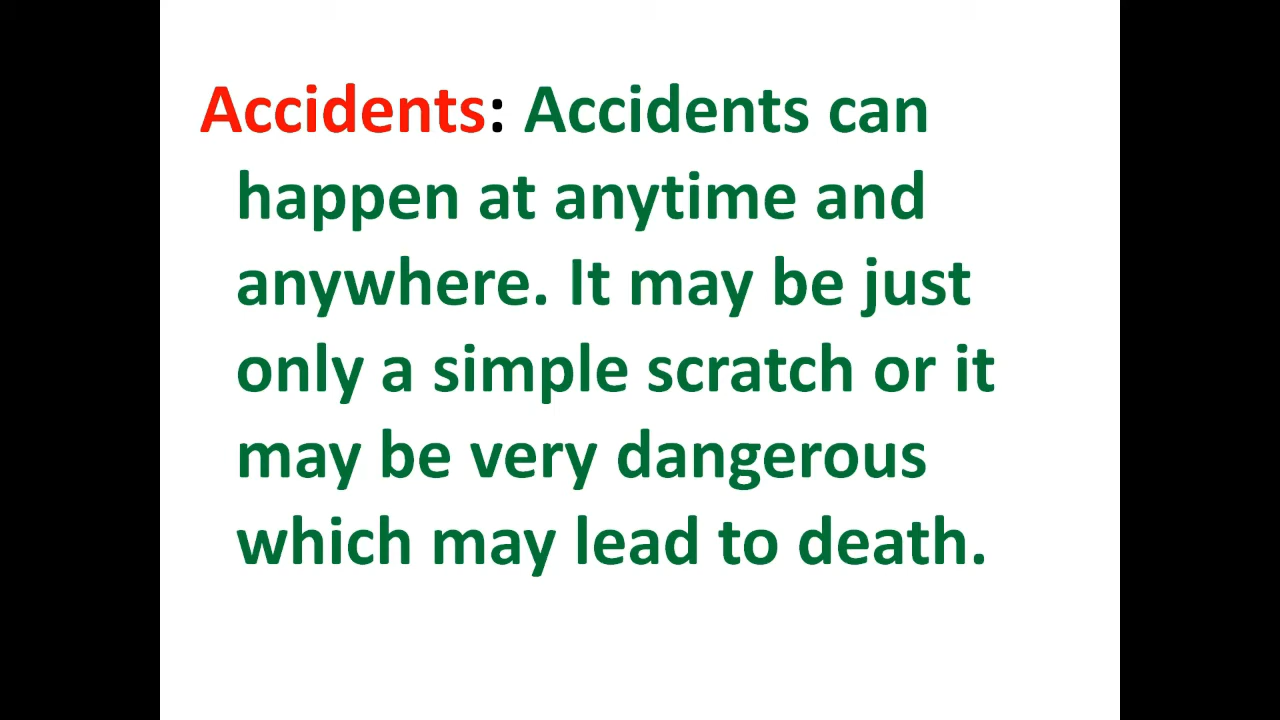 Accidents: Accidents can
happen at anytime and
anywhere. It may be just
only a simple scratch or it
may be very dangerous
which may lead to death.